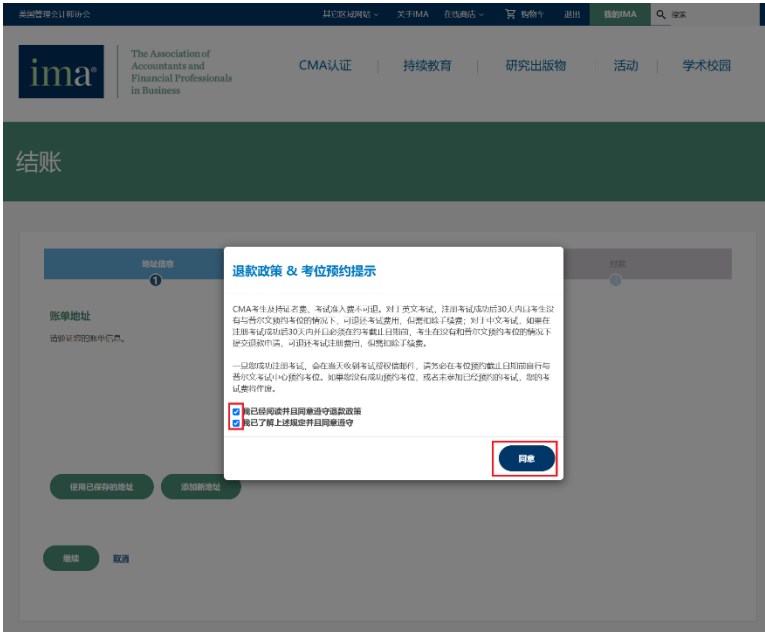 美国管理会计师协会
其它区域网站 关于IMA 在线商店 购物车 退出 我的IMA 搜索
ima®
The Association of
Accountants and
Financial Professionals
in Business
CMA认证 持续教育 研究出版物 活动 学术校园
结账
地址信息 付款
1
账单地址
请验证您的账单信息。
退款政策 & 考位预约提示
CMA考生及持证者费、考试准入费不可退。对于英文考试，注册考试成功后30天内且考生没
有与普尔文预约考位的情况下，可退还考试费用，但需扣除手续费；对于中文考试，如果在
注册考试成功后30天内并且必须在约考截止日期前，考生在没有和普尔文预约考位的情况下
提交退款申请，可退还考试注册费用，但需扣除手续费。
一旦您成功注册考试，会在当天收到考试授权信邮件，请务必在考位预约截止日期前自行与
普尔文考试中心预约考位。如果您没有成功预约考位，或者未参加已经预约的考试，您的考
试费将作废。
我已经阅读并且同意遵守退款政策
我已了解上述规定并且同意遵守
同意
使用已保存的地址 添加新地址
继续 取消